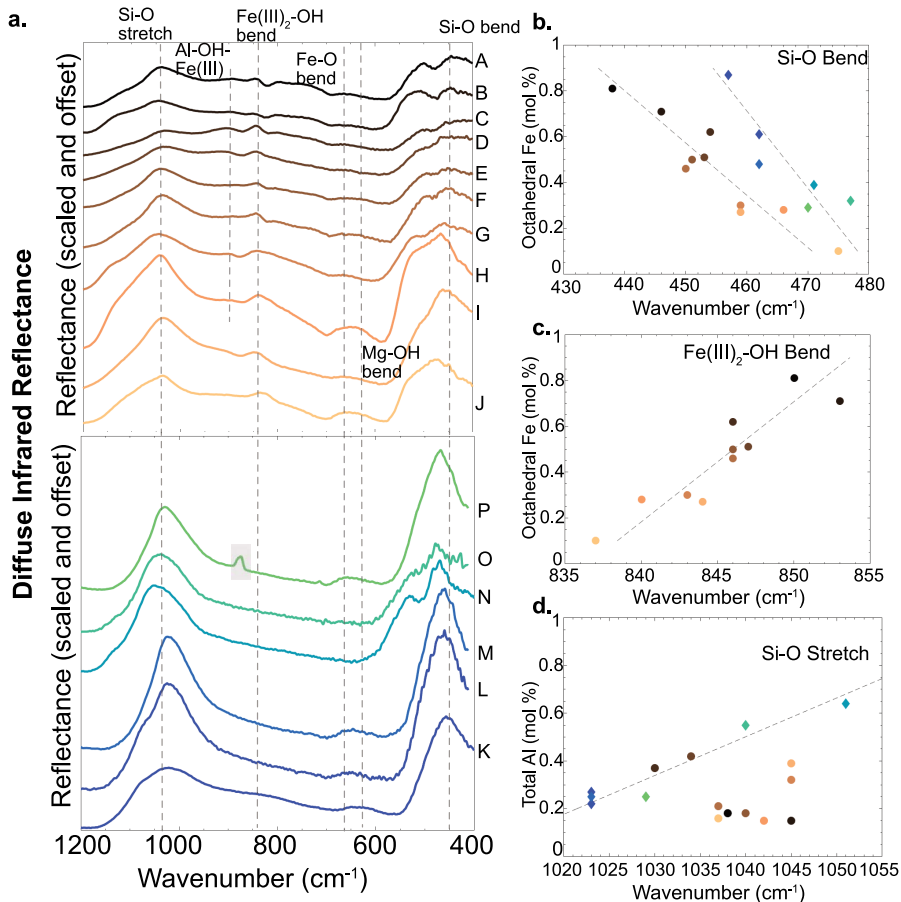 a.
Si-O
stretch
Al-OH-
Fe(III)
Fe(III)2-OH
bend
Fe-O
bend
Si-O bend
Mg-OH
bend
A
B
C
D
E
F
G
H
I
J
P
O
N
M
L
K
Diffuse Infrared Reflectance
Reflectance (scaled and offset)
Reflectance (scaled and offset)
1200 1000 800 600 400
Wavenumber (cm-1)
b.
Si-O Bend
Octahedral Fe (mol %)
1
0.8
0.6
0.4
0.2
0
430 440 450 460 470 480
Wavenumber (cm-1)
c.
Fe(III)2-OH Bend
Octahedral Fe (mol %)
1
0.8
0.6
0.4
0.2
0
835 840 845 850 855
Wavenumber (cm-1)
d.
Si-O Stretch
Total Al (mol %)
1
0.8
0.6
0.4
0.2
0
1020 1025 1030 1035 1040 1045 1050 1055
Wavenumber (cm-1)